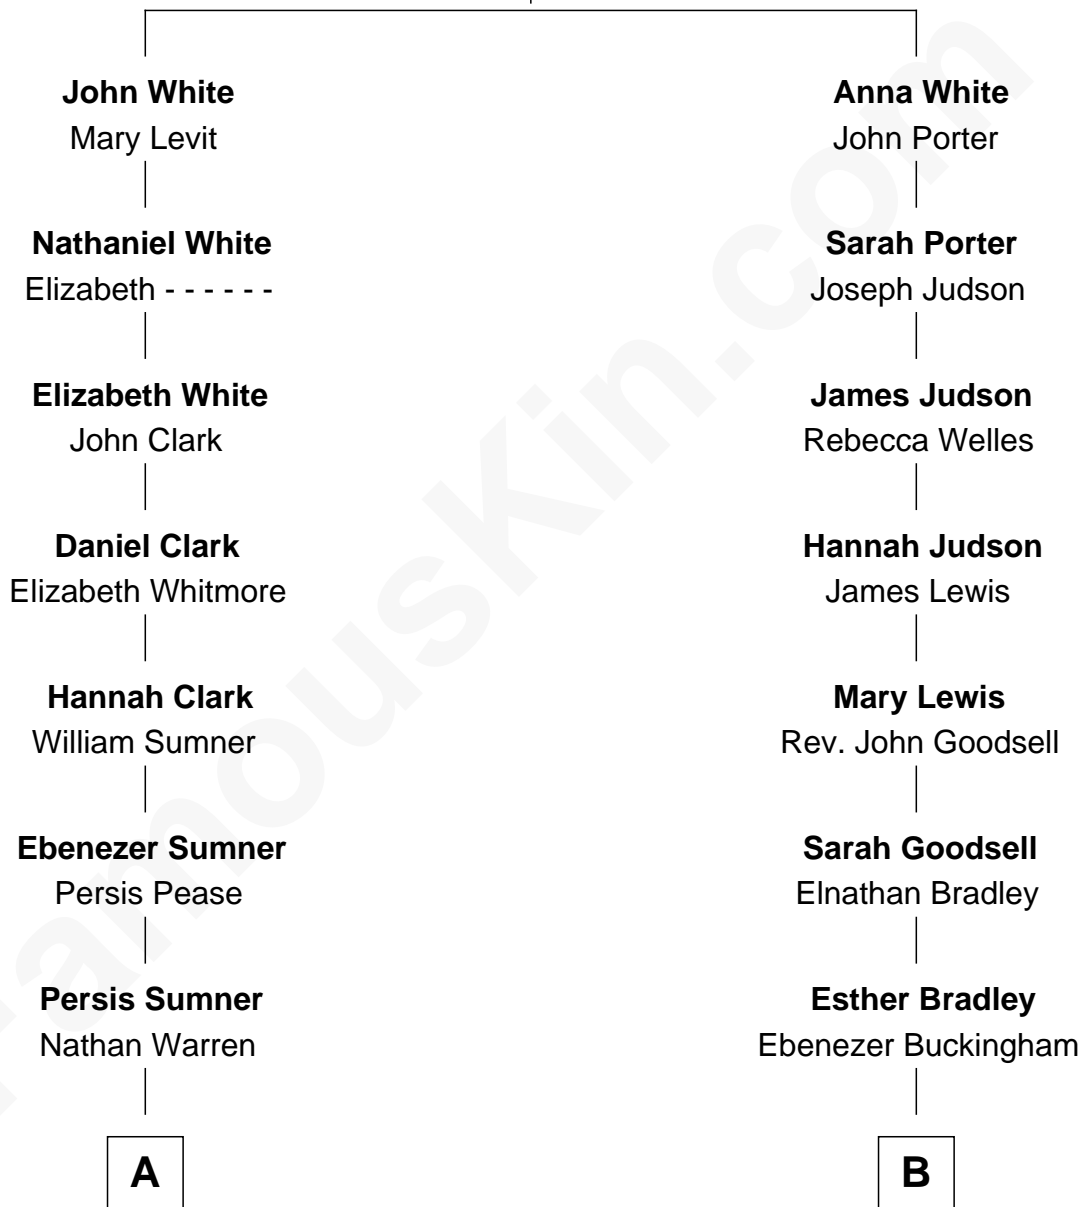 John White
Mary Levit
Nathaniel White
Elizabeth - - - - - -
Elizabeth White
John Clark
Daniel Clark
Elizabeth Whitmore
Hannah Clark
William Sumner
Ebenezer Sumner
Persis Pease
Persis Sumner
Nathan Warren
A
Anna White
John Porter
Sarah Porter
Joseph Judson
James Judson
Rebecca Welles
Hannah Judson
James Lewis
Mary Lewis
Rev. John Goodsell
Sarah Goodsell
Elnathan Bradley
Esther Bradley
Ebenezer Buckingham
B
FamousKin.com